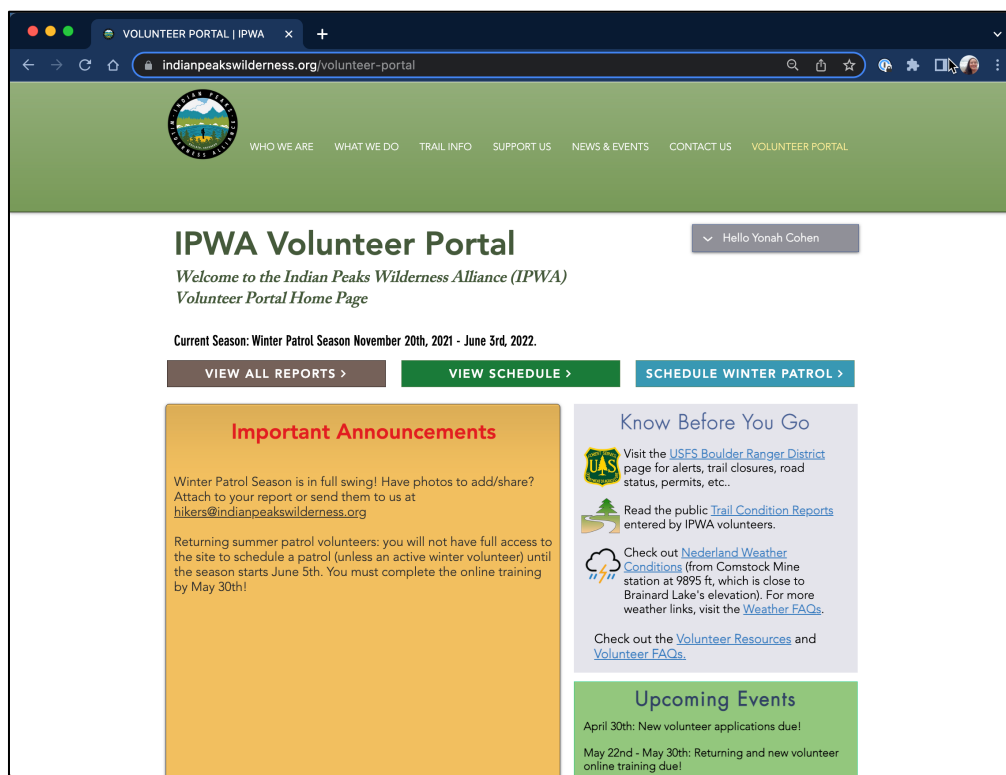 VOLUNTEER PORTAL | IPWA
indianpeakswilderness.org/volunteer-portal
INDIAN PEAKS
WILDERNESS ALLIANCE
WHO WE ARE WHAT WE DO TRAIL INFO SUPPORT US NEWS & EVENTS CONTACT US VOLUNTEER PORTAL
IPWA Volunteer Portal
Hello Yonah Cohen
Welcome to the Indian Peaks Wilderness Alliance (IPWA)
Volunteer Portal Home Page
Current Season: Winter Patrol Season November 20th, 2021 - June 3rd, 2022.
VIEW ALL REPORTS >
VIEW SCHEDULE >
SCHEDULE WINTER PATROL >
Important Announcements
Winter Patrol Season is in full swing! Have photos to add/share?
Attach to your report or send them to us at
hikers@indianpeakswilderness.org
Returning summer patrol volunteers: you will not have full access to
the site to schedule a patrol (unless an active winter volunteer) until
the season starts June 5th. You must complete the online training
by May 30th!
Know Before You Go
U S
Visit the USFS Boulder Ranger District
page for alerts, trail closures, road
status, permits, etc..
Read the public Trail Condition Reports
entered by IPWA volunteers.
Check out Nederland Weather
Conditions (from Comstock Mine
station at 9895 ft, which is close to
Brainard Lake's elevation). For more
weather links, visit the Weather FAQs.
Check out the Volunteer Resources and
Volunteer FAQs.
Upcoming Events
April 30th: New volunteer applications due!
May 22nd - May 30th: Returning and new volunteer
online training due!